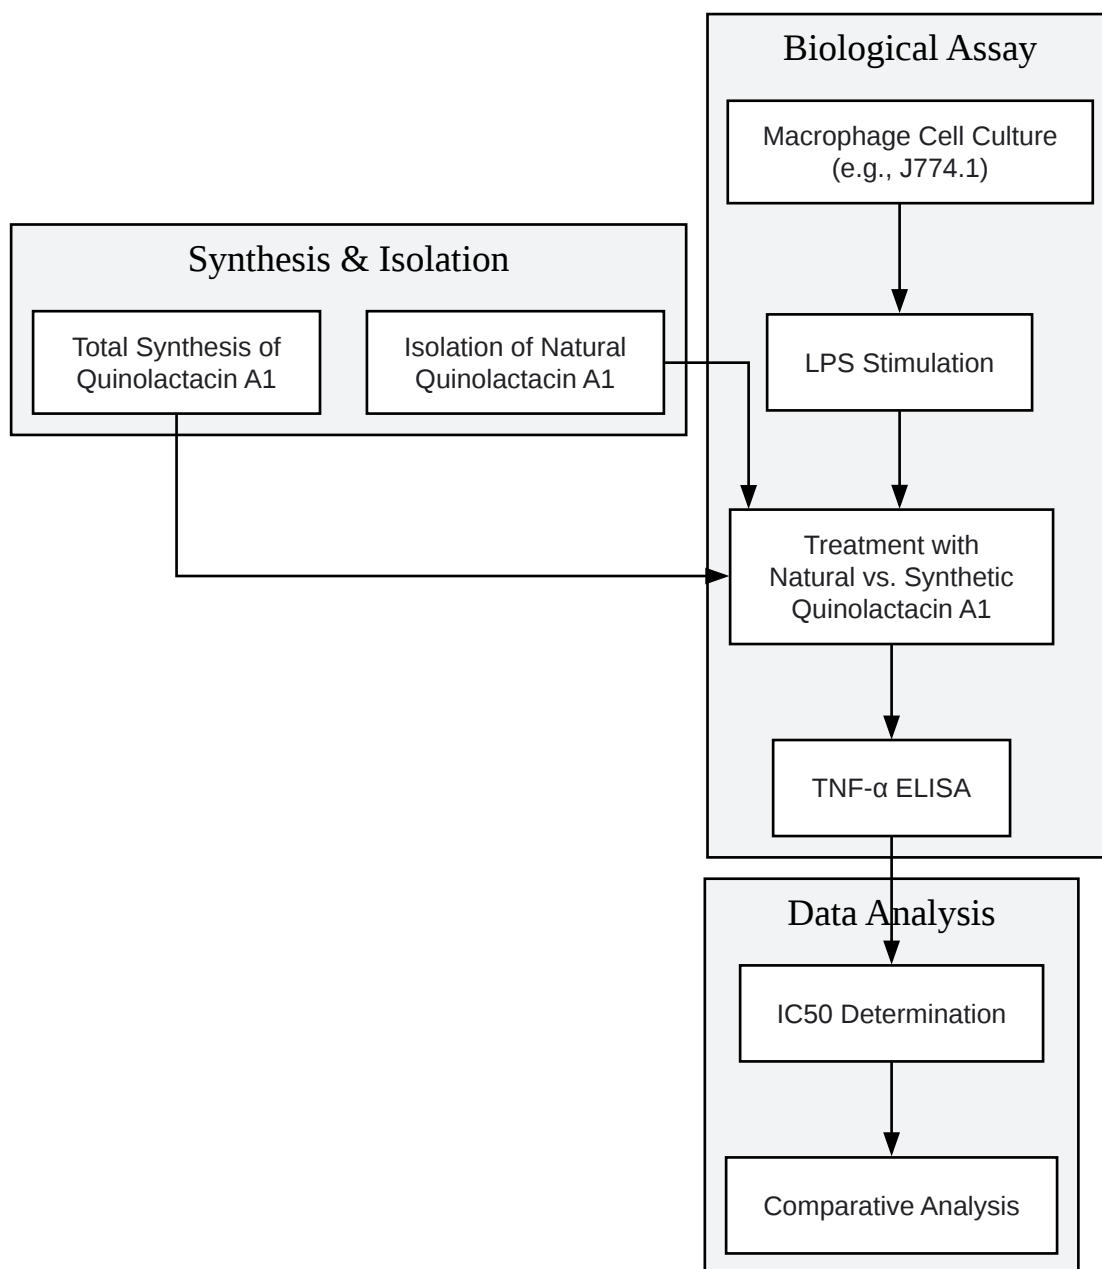 Biological Assay
Macrophage Cell Culture
(e.g., J774.1)
Synthesis & Isolation
Total Synthesis of
Quinolactacin A1
Isolation of Natural
Quinolactacin A1
LPS Stimulation
Treatment with
Natural vs. Synthetic
Quinolactacin A1
TNF-α ELISA
Data Analysis
IC50 Determination
Comparative Analysis